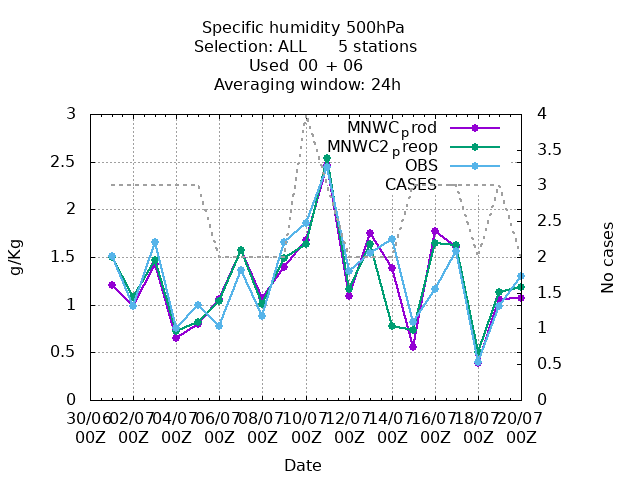 Specific humidity 500hPa
Selection: ALL 5 stations
Used 00 + 06
Averaging window: 24h
MNWCprod
MNWC2preop
OBS
CASES
g/Kg
3
2.5
2
1.5
1
0.5
0
4
3.5
3
2.5
2
1.5
1
0.5
0
No cases
30/06 02/07 04/07 06/07 08/07 10/07 12/07 14/07 16/07 18/07 20/07
00Z 00Z 00Z 00Z 00Z 00Z 00Z 00Z 00Z 00Z 00Z
Date